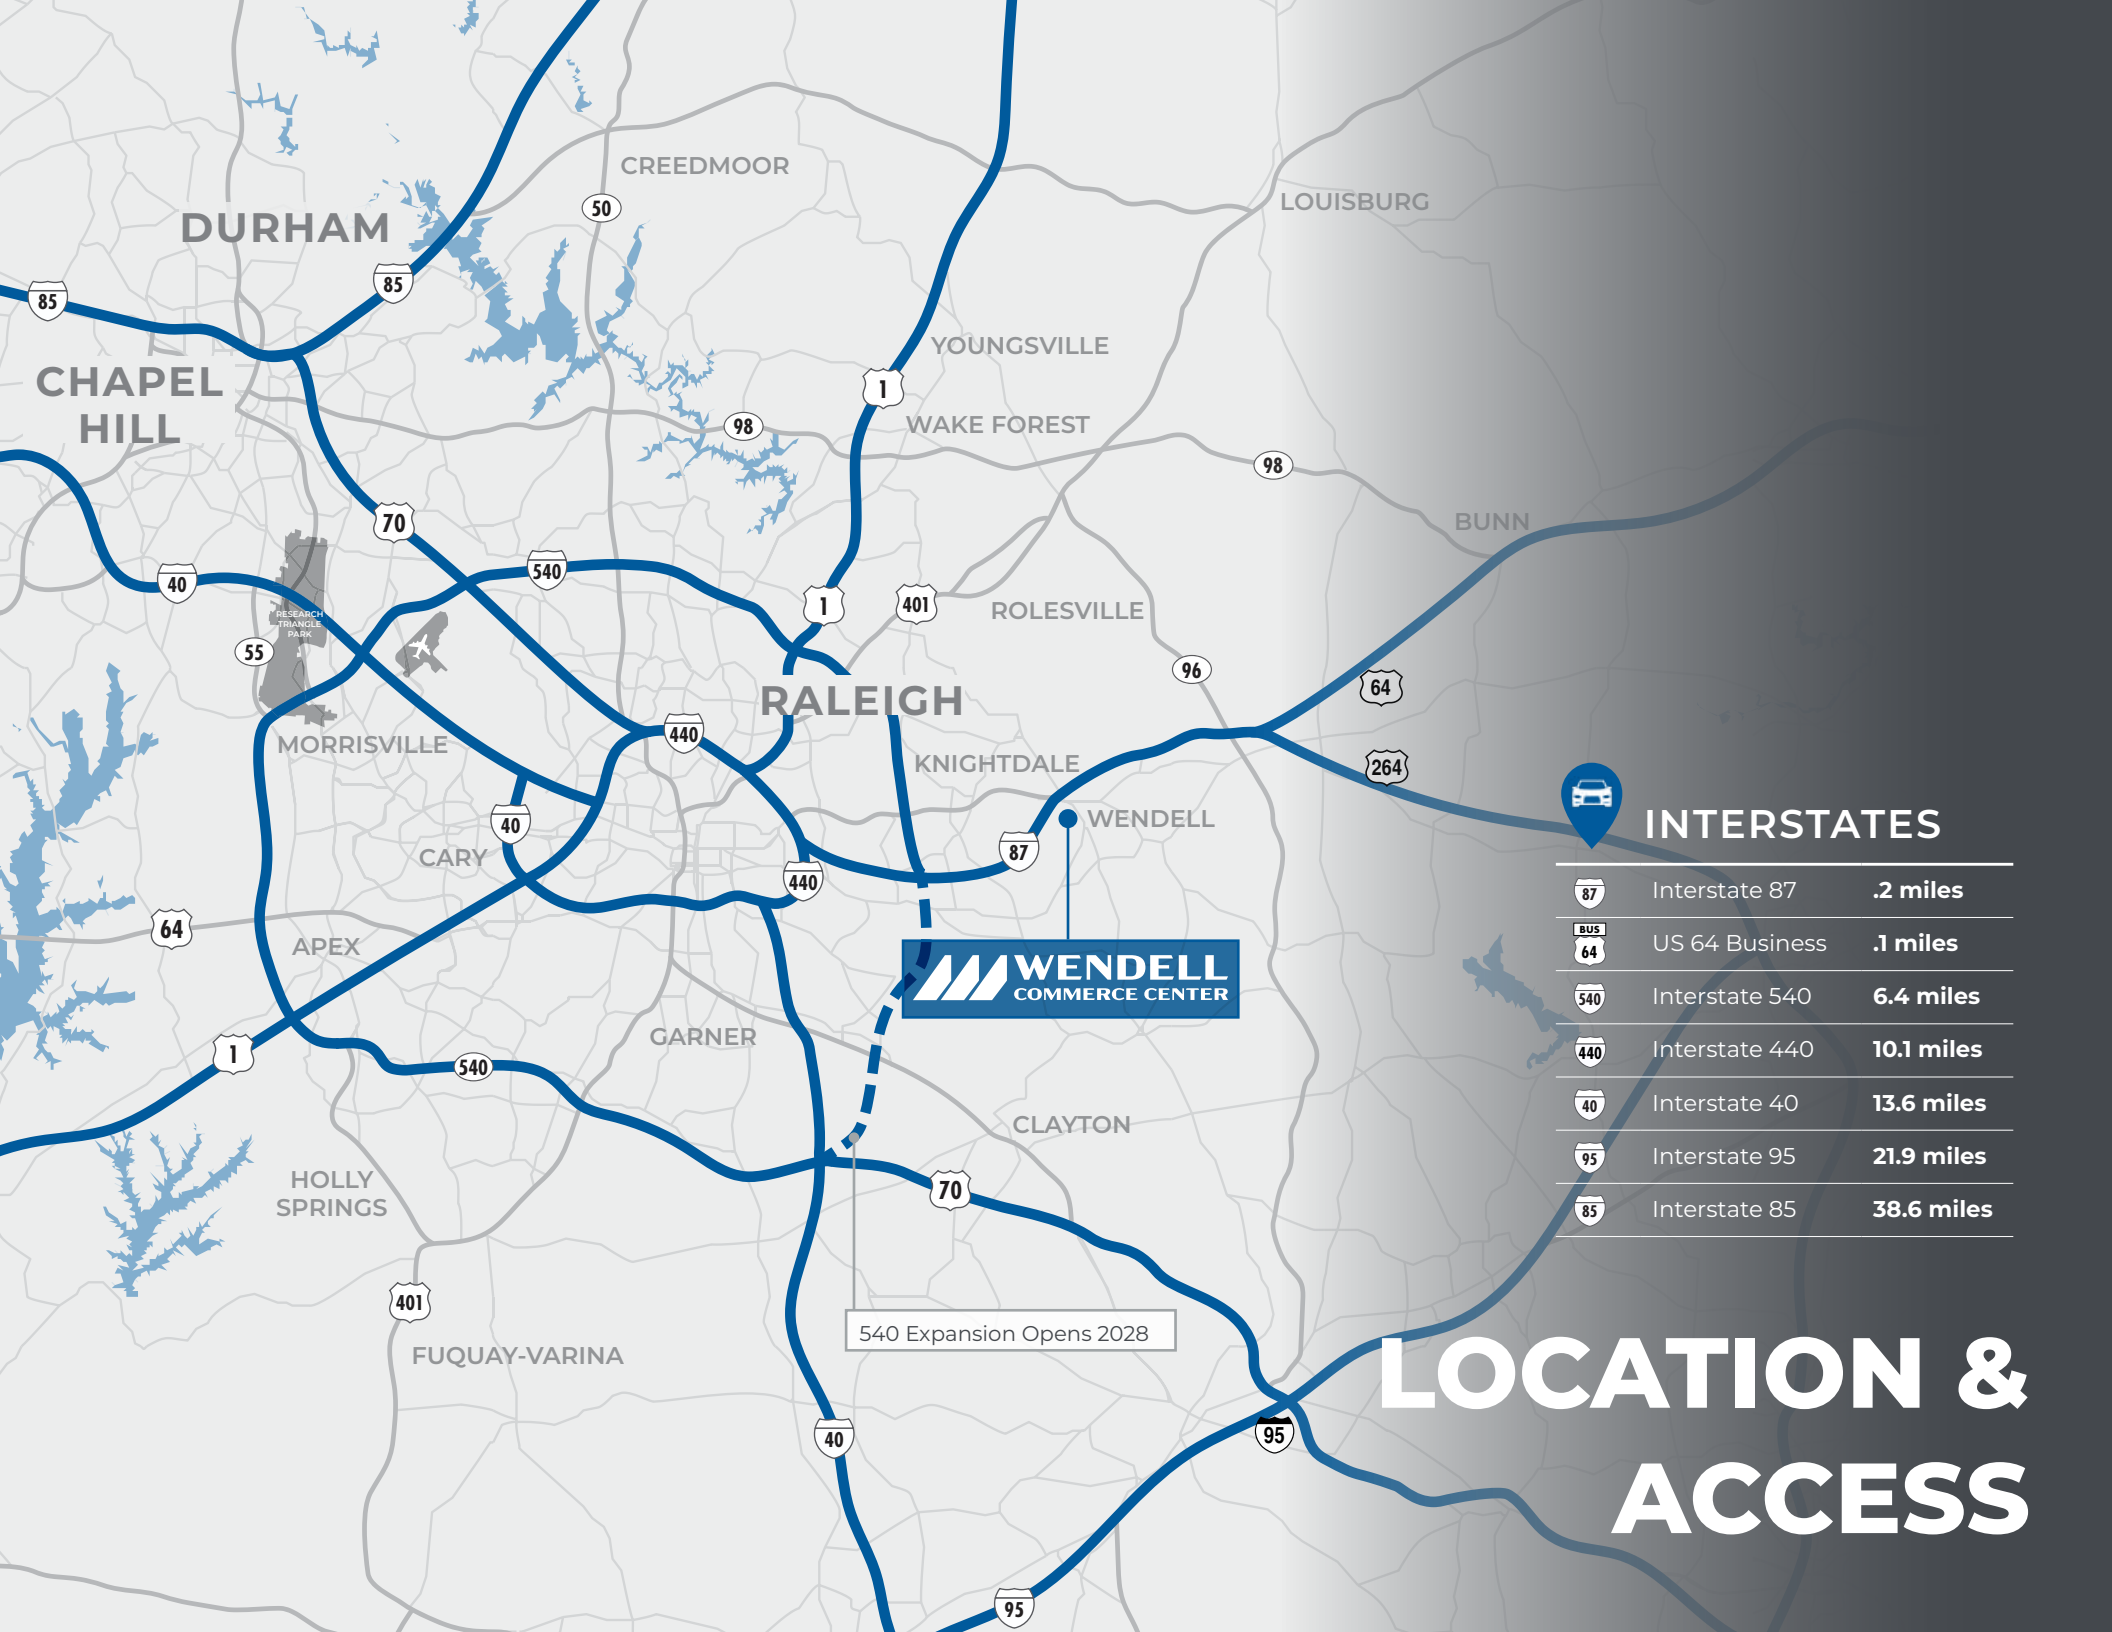 CREEDMOOR
50
LOUISBURG
DURHAM
85
85
YOUNGSVILLE
CHAPEL
HILL
1
WAKE FOREST
98
98
BUNN
70
540
40
1
401
ROLESVILLE
RESEARCH
TRIANGLE
PARK
55
96
64
RALEIGH
440
MORRISVILLE
KNIGHTDALE
264
40
WENDELL
CARY
87
440
64
APEX
WENDELL
COMMERCE CENTER
GARNER
1
540
CLAYTON
HOLLY
SPRINGS
70
401
540 Expansion Opens 2028
FUQUAY-VARINA
40
95
95
INTERSTATES
87 Interstate 87 .2 miles
BUS
64 US 64 Business .1 miles
540 Interstate 540 6.4 miles
440 Interstate 440 10.1 miles
40 Interstate 40 13.6 miles
95 Interstate 95 21.9 miles
85 Interstate 85 38.6 miles
LOCATION &
ACCESS